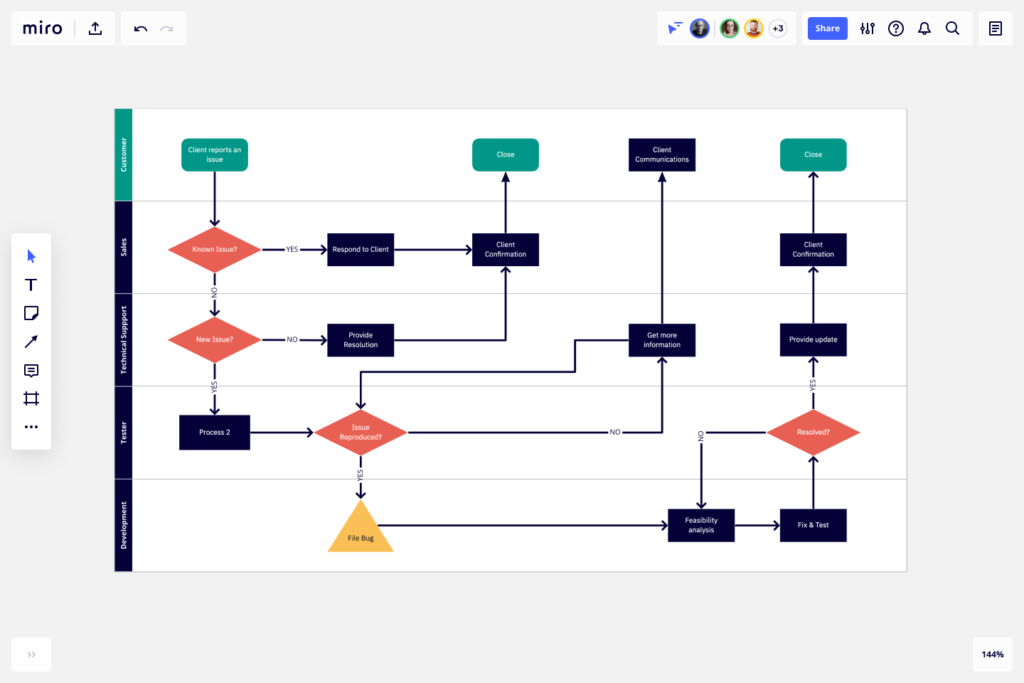 miro
+3
Share
Customer
Client reports an
issue
Close
Client
Communications
Close
Sales
Known Issue?
YES
Respond to Client
Client
Confirmation
Client
Confirmation
NO
Technical Suppport
New Issue?
NO
Provide
Resolution
Get more
information
Provide update
YES
YES
Tester
Process 2
Issue
Reproduced?
NO
NO
Resolved?
YES
Development
File Bug
Feasibility
analysis
Fix & Test
144%